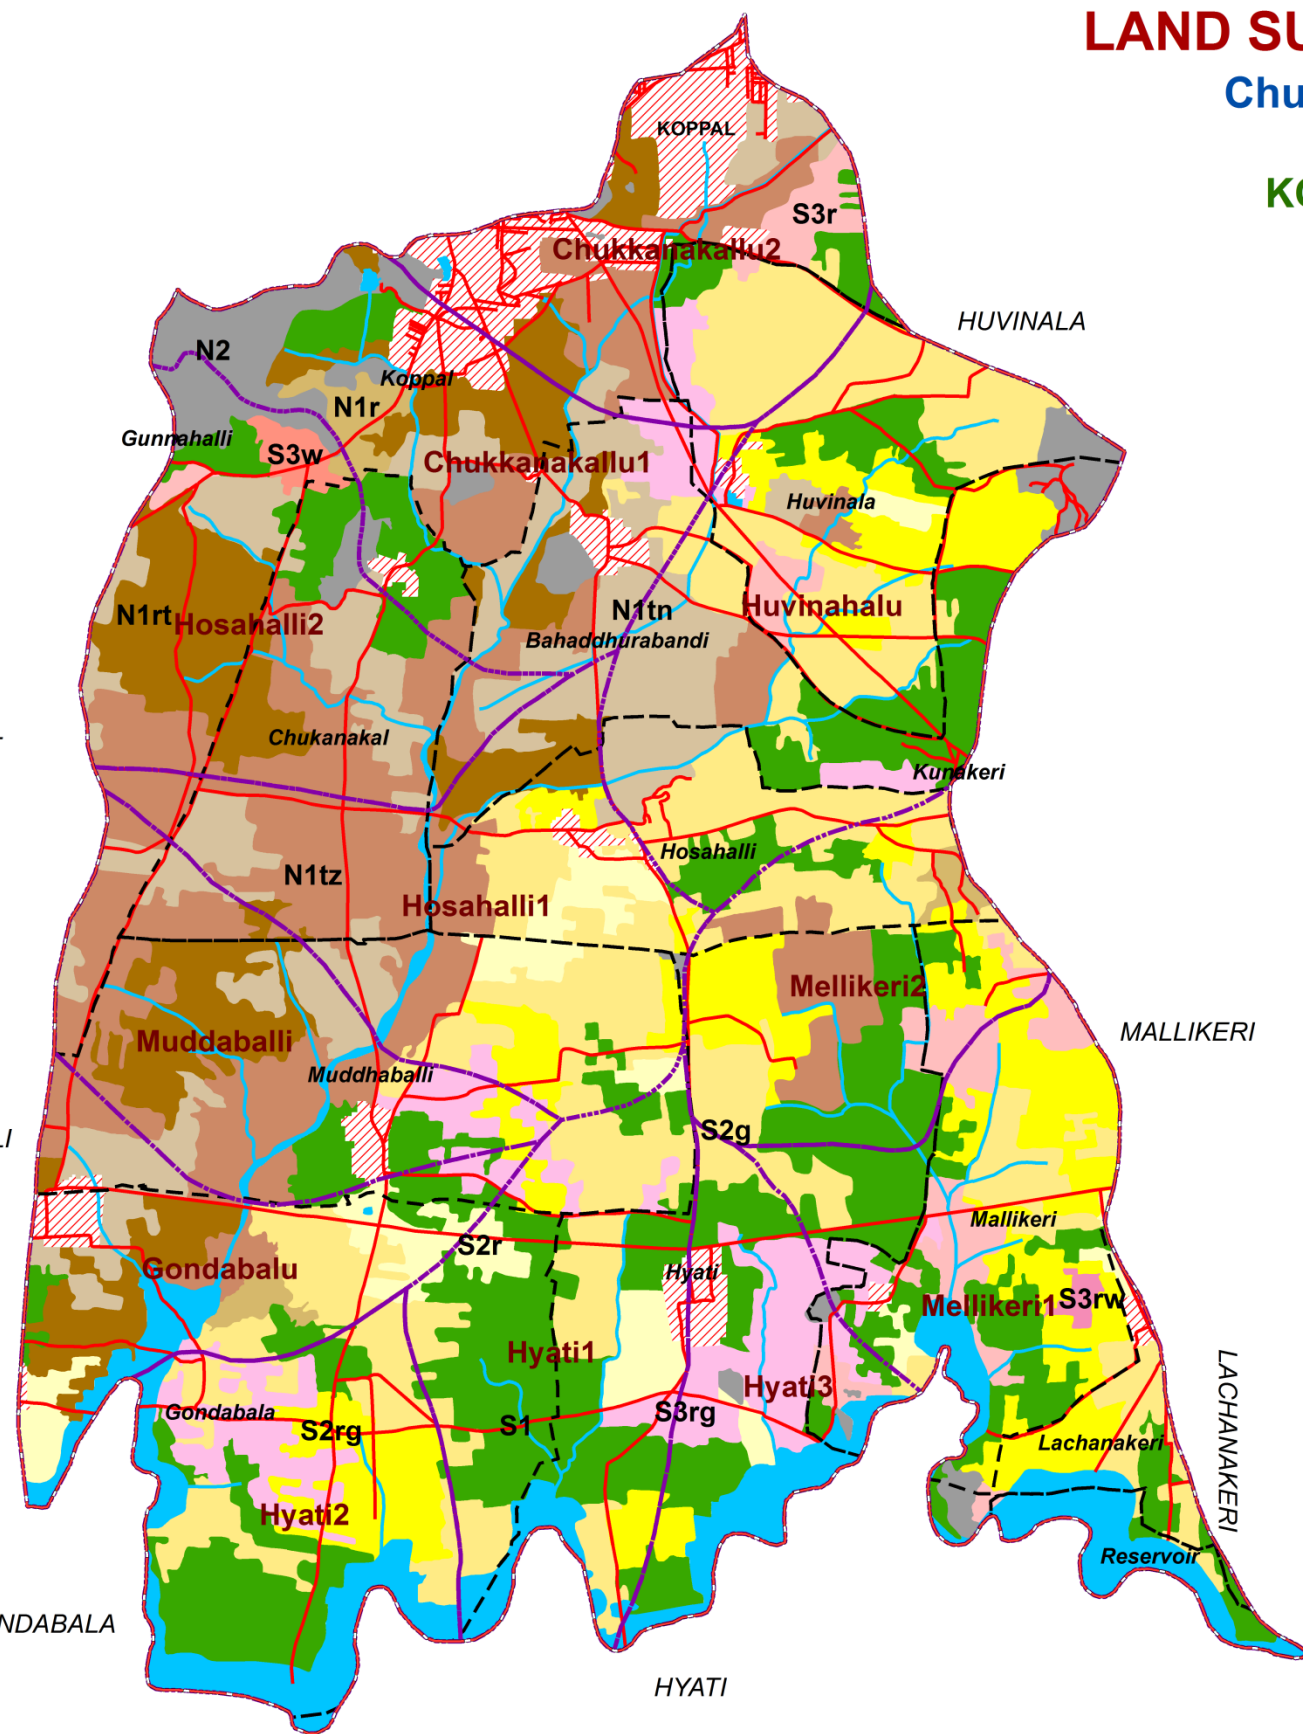 LAND SU
Chu
KOPPAL
KO
S3r
Chukkanakallu2
HUVINALA
N2
Koppal
N1r
Gunnahalli
S3w
Chukkanakallu1
Huvinala
N1rt
Hosahalli2
N1tn
Huvinahalu
Bahaddhurabandi
Chukanakal
Kunakeri
Hosahalli
N1tz
Hosahalli1
Mellikeri2
Muddaballi
MALLIKERI
Muddhaballi
LI
S2g
Mallikeri
S2r
Gondabalu
Hyati
Mellikeri1
S3rw
Hyati1
Hyati3
LACHANAKERI
Gondabala
S2rg
S1
S3rg
Lachanakeri
Hyati2
Reservoir
NDABALA
HYATI